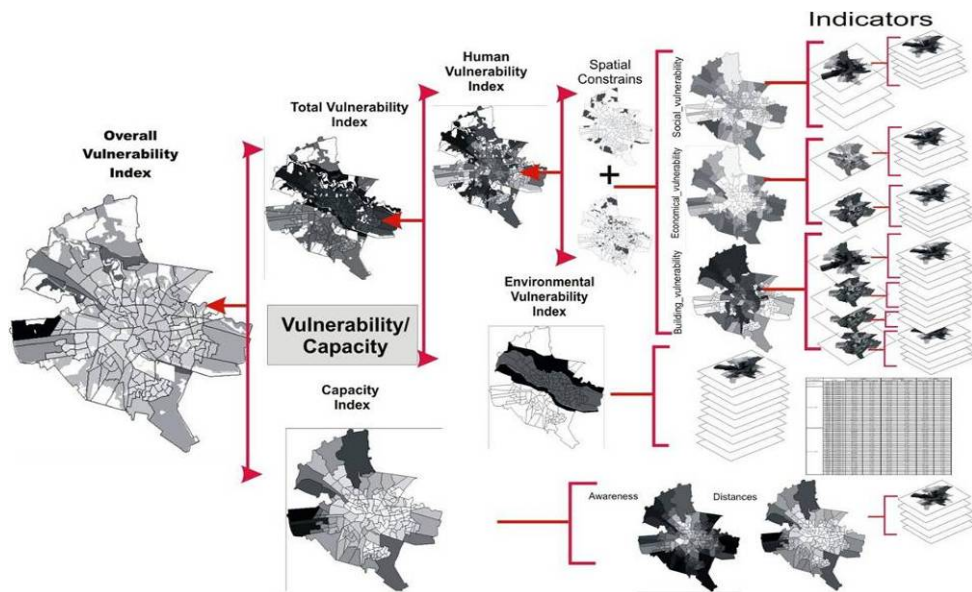 Indicators
Human
Vulnerability
Index
Spatial
Constrains
Total Vulnerability
Index
Overall
Vulnerability
Index
Social_vulnerability
Economical_vulnerability
Building_vulnerability
Environmental
Vulnerability
Index
Vulnerability/
Capacity
Capacity
Index
Awareness
Distances